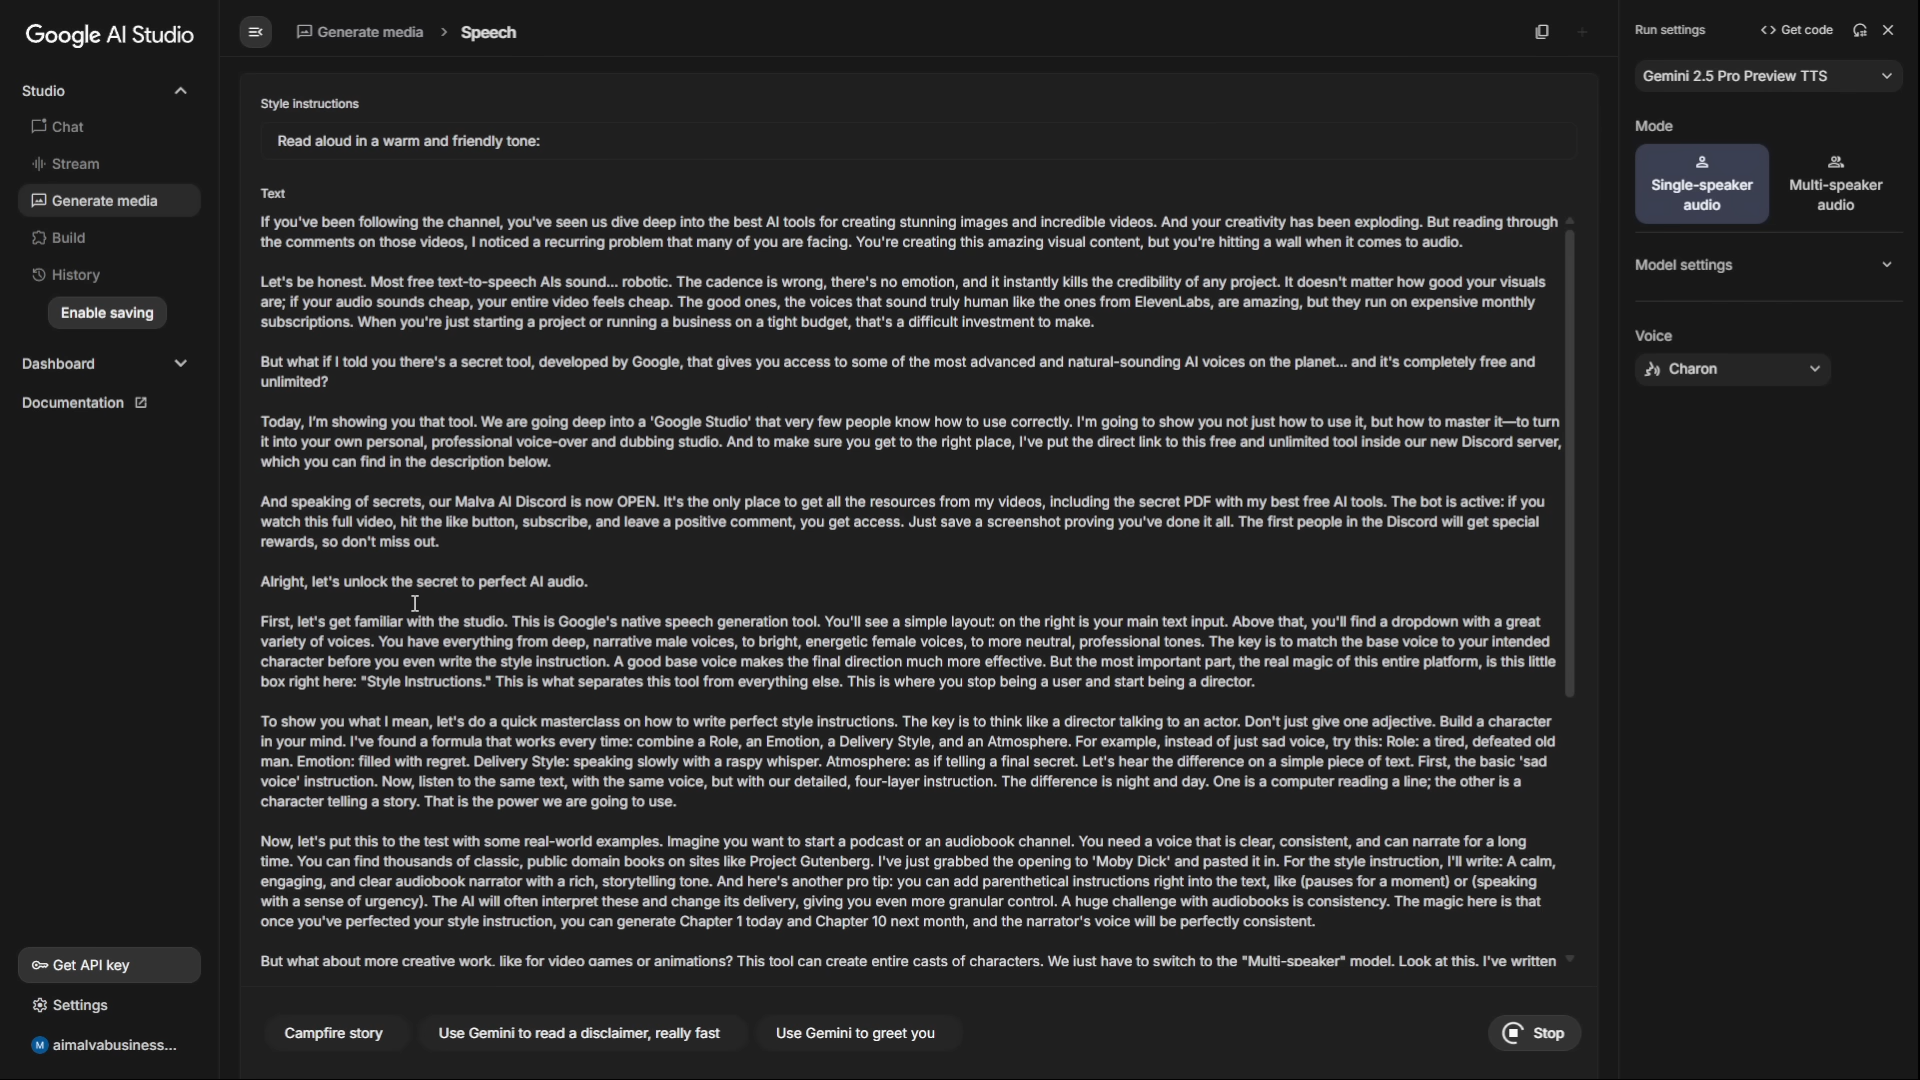 Google AI Studio
Studio
Chat
Stream
Generate media
Build
History
Enable saving
Dashboard
Documentation
Get API key
Settings
M aimalvabusiness...
Generate media > Speech
Style instructions
Read aloud in a warm and friendly tone:
Text
If you've been following the channel, you've seen us dive deep into the best AI tools for creating stunning images and incredible videos. And your creativity has been exploding. But reading through
the comments on those videos, I noticed a recurring problem that many of you are facing. You're creating this amazing visual content, but you're hitting a wall when it comes to audio.
Let's be honest. Most free text-to-speech AIs sound... robotic. The cadence is wrong, there's no emotion, and it instantly kills the credibility of any project. It doesn't matter how good your visuals
are; if your audio sounds cheap, your entire video feels cheap. The good ones, the voices that sound truly human like the ones from ElevenLabs, are amazing, but they run on expensive monthly
subscriptions. When you're just starting a project or running a business on a tight budget, that's a difficult investment to make.
But what if I told you there's a secret tool, developed by Google, that gives you access to some of the most advanced and natural-sounding AI voices on the planet... and it's completely free and
unlimited?
Today, I'm showing you that tool. We are going deep into a 'Google Studio' that very few people know how to use correctly. I'm going to show you not just how to use it, but how to master it—to turn
it into your own personal, professional voice-over and dubbing studio. And to make sure you get to the right place, I've put the direct link to this free and unlimited tool inside our new Discord server,
which you can find in the description below.
And speaking of secrets, our Malva AI Discord is now OPEN. It's the only place to get all the resources from my videos, including the secret PDF with my best free AI tools. The bot is active: if you
watch this full video, hit the like button, subscribe, and leave a positive comment, you get access. Just save a screenshot proving you've done it all. The first people in the Discord will get special
rewards, so don't miss out.
Alright, let's unlock the secret to perfect AI audio.
First, let's get familiar with the studio. This is Google's native speech generation tool. You'll see a simple layout: on the right is your main text input. Above that, you'll find a dropdown with a great
variety of voices. You have everything from deep, narrative male voices, to bright, energetic female voices, to more neutral, professional tones. The key is to match the base voice to your intended
character before you even write the style instruction. A good base voice makes the final direction much more effective. But the most important part, the real magic of this entire platform, is this little
box right here: "Style Instructions." This is what separates this tool from everything else. This is where you stop being a user and start being a director.
To show you what I mean, let's do a quick masterclass on how to write perfect style instructions. The key is to think like a director talking to an actor. Don't just give one adjective. Build a character
in your mind. I've found a formula that works every time: combine a Role, an Emotion, a Delivery Style, and an Atmosphere. For example, instead of just sad voice, try this: Role: a tired, defeated old
man. Emotion: filled with regret. Delivery Style: speaking slowly with a raspy whisper. Atmosphere: as if telling a final secret. Let's hear the difference on a simple piece of text. First, the basic 'sad
voice' instruction. Now, listen to the same text, with the same voice, but with our detailed, four-layer instruction. The difference is night and day. One is a computer reading a line; the other is a
character telling a story. That is the power we are going to use.
Now, let's put this to the test with some real-world examples. Imagine you want to start a podcast or an audiobook channel. You need a voice that is clear, consistent, and can narrate for a long
time. You can find thousands of classic, public domain books on sites like Project Gutenberg. I've just grabbed the opening to 'Moby Dick' and pasted it in. For the style instruction, I'll write: A calm,
engaging, and clear audiobook narrator with a rich, storytelling tone. And here's another pro tip: you can add parenthetical instructions right into the text, like (pauses for a moment) or (speaking
with a sense of urgency). The AI will often interpret these and change its delivery, giving you even more granular control. A huge challenge with audiobooks is consistency. The magic here is that
once you've perfected your style instruction, you can generate Chapter 1 today and Chapter 10 next month, and the narrator's voice will be perfectly consistent.
But what about more creative work, like for video games or animations? This tool can create entire casts of characters. We just have to switch to the "Multi-speaker" model. Look at this. I've written
Campfire story
Use Gemini to read a disclaimer, really fast
Use Gemini to greet you
Stop
Run settings
<> Get code
Gemini 2.5 Pro Preview TTS
Mode
Single-speaker
audio
Multi-speaker
audio
Model settings
Voice
Charon